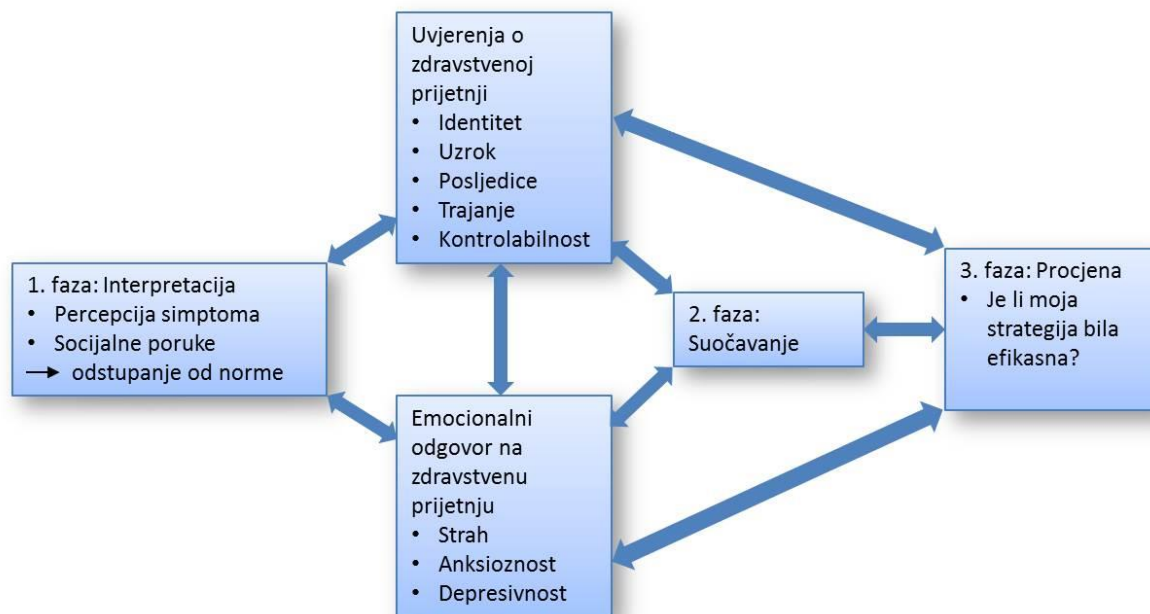 Uvjerenja o
zdravstvenoj
prijetnji
• Identitet
• Uzrok
• Posljedice
• Trajanje
• Kontrolabilnost
1. faza: Interpretacija
• Percepcija simptoma
• Socijalne poruke
→ odstupanje od norme
2. faza:
Suočavanje
3. faza: Procjena
• Je li moja
strategija bila
efikasna?
Emocionalni
odgovor na
zdravstvenu
prijetnju
• Strah
• Anksioznost
• Depresivnost